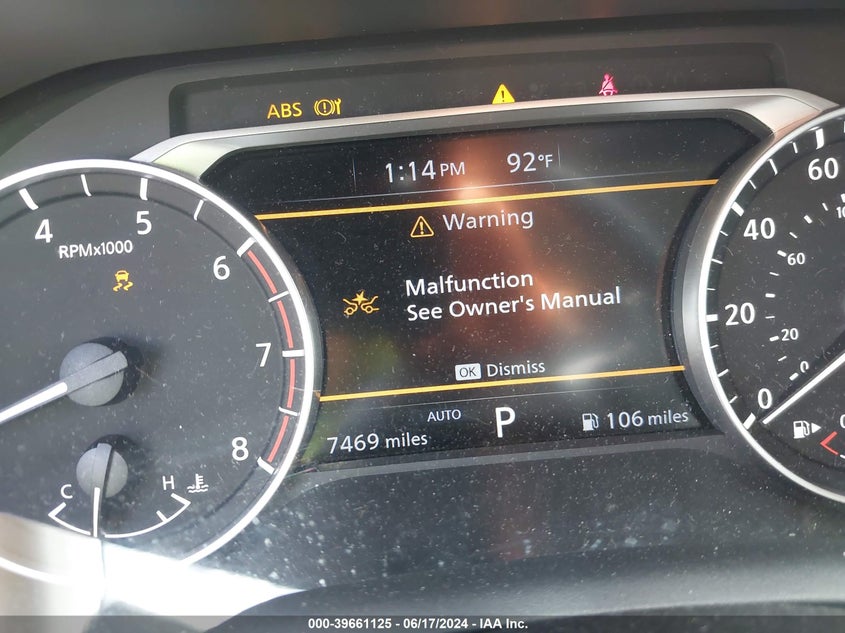 ABS
1:14 PM 92°F
Warning
4 5 6 7 8
RPMx1000
Malfunction
See Owner's Manual
OK Dismiss
AUTO P
7469 miles
106 miles
C H
60 40 20 0
60 20 0
000-39661125 - 06/17/2024 - IAA Inc.